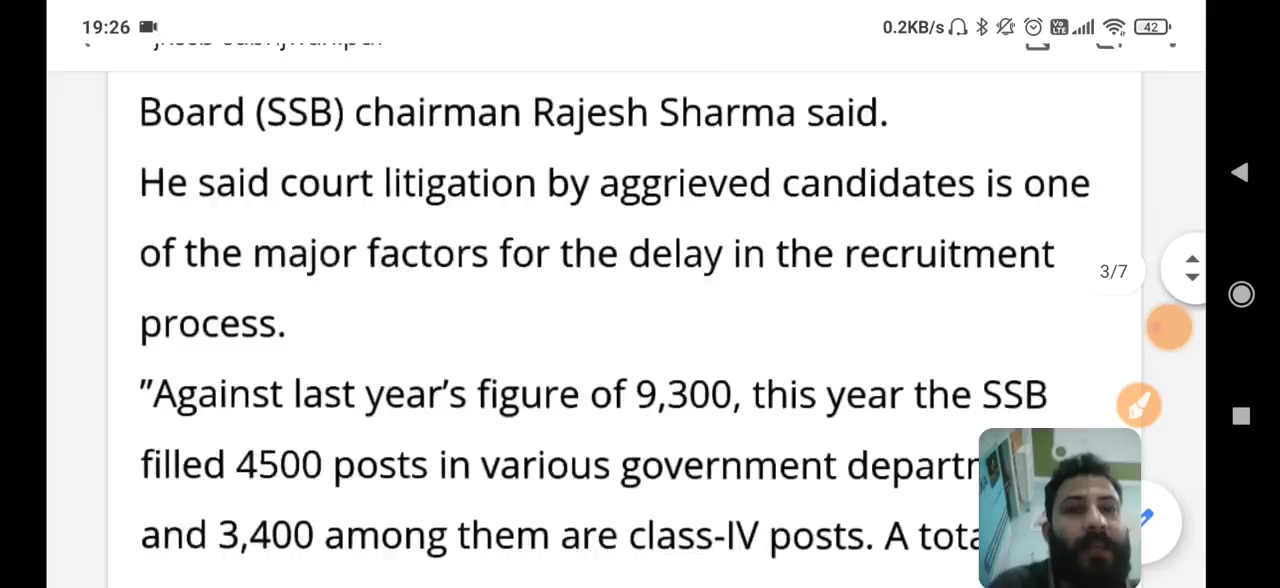 19:26 0.2KB/s Vo LTE 42
Board (SSB) chairman Rajesh Sharma said.
He said court litigation by aggrieved candidates is one
of the major factors for the delay in the recruitment
3/7
process.
"Against last year's figure of 9,300, this year the SSB
filled 4500 posts in various government
and 3,400 among them are class-IV posts. A